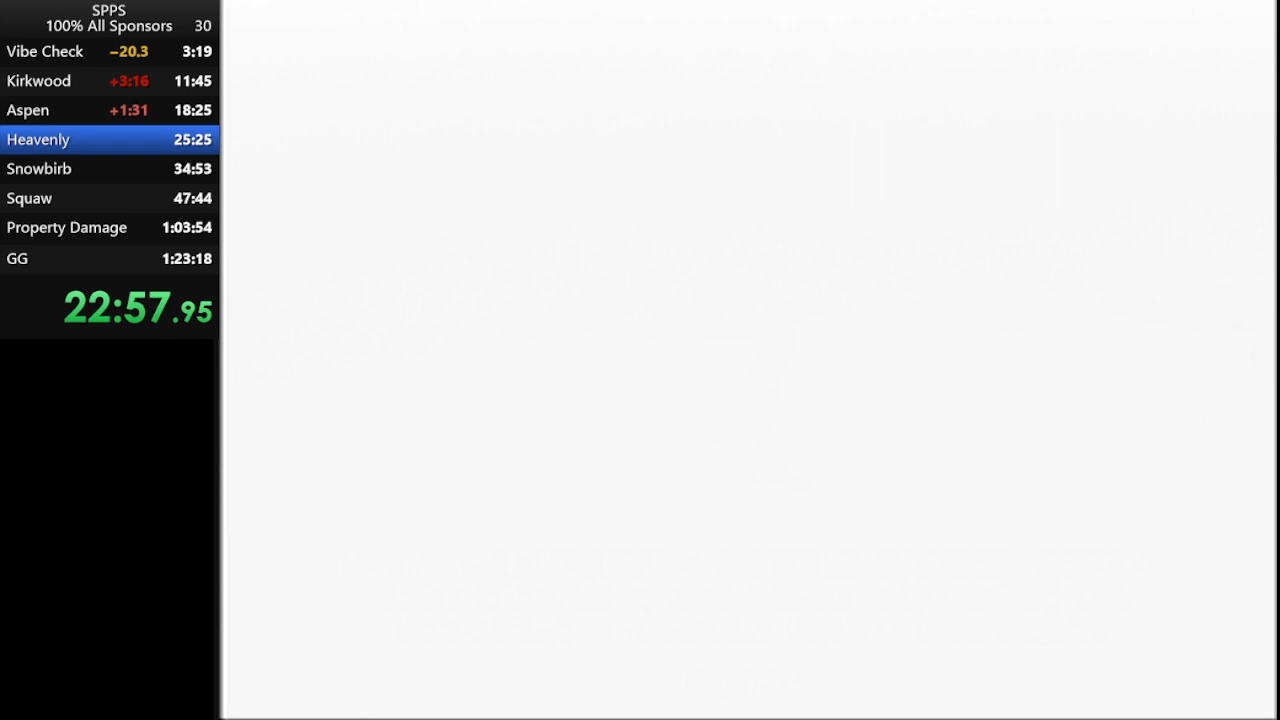 SPPS
100% All Sponsors 30
Vibe Check −20.3 3:19
Kirkwood +3:16 11:45
Aspen +1:31 18:25
Heavenly 25:25
Snowbirb 34:53
Squaw 47:44
Property Damage 1:03:54
GG 1:23:18
22:57.95